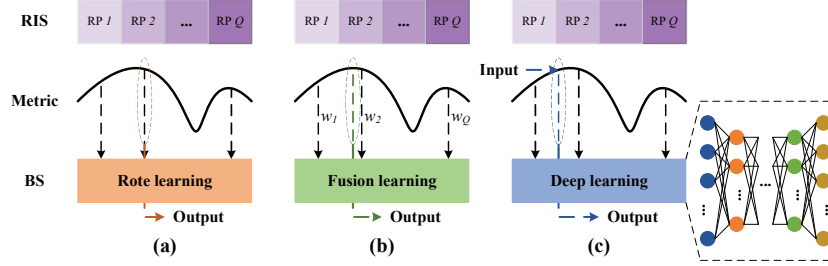 RIS
RP 1 RP 2 ... RP Q
RP 1 RP 2 ... RP Q
RP 1 RP 2 ... RP Q
Metric
w1 w2 wQ
Input
BS
Rote learning
Fusion learning
Deep learning
...
Output
Output
Output
(a)
(b)
(c)